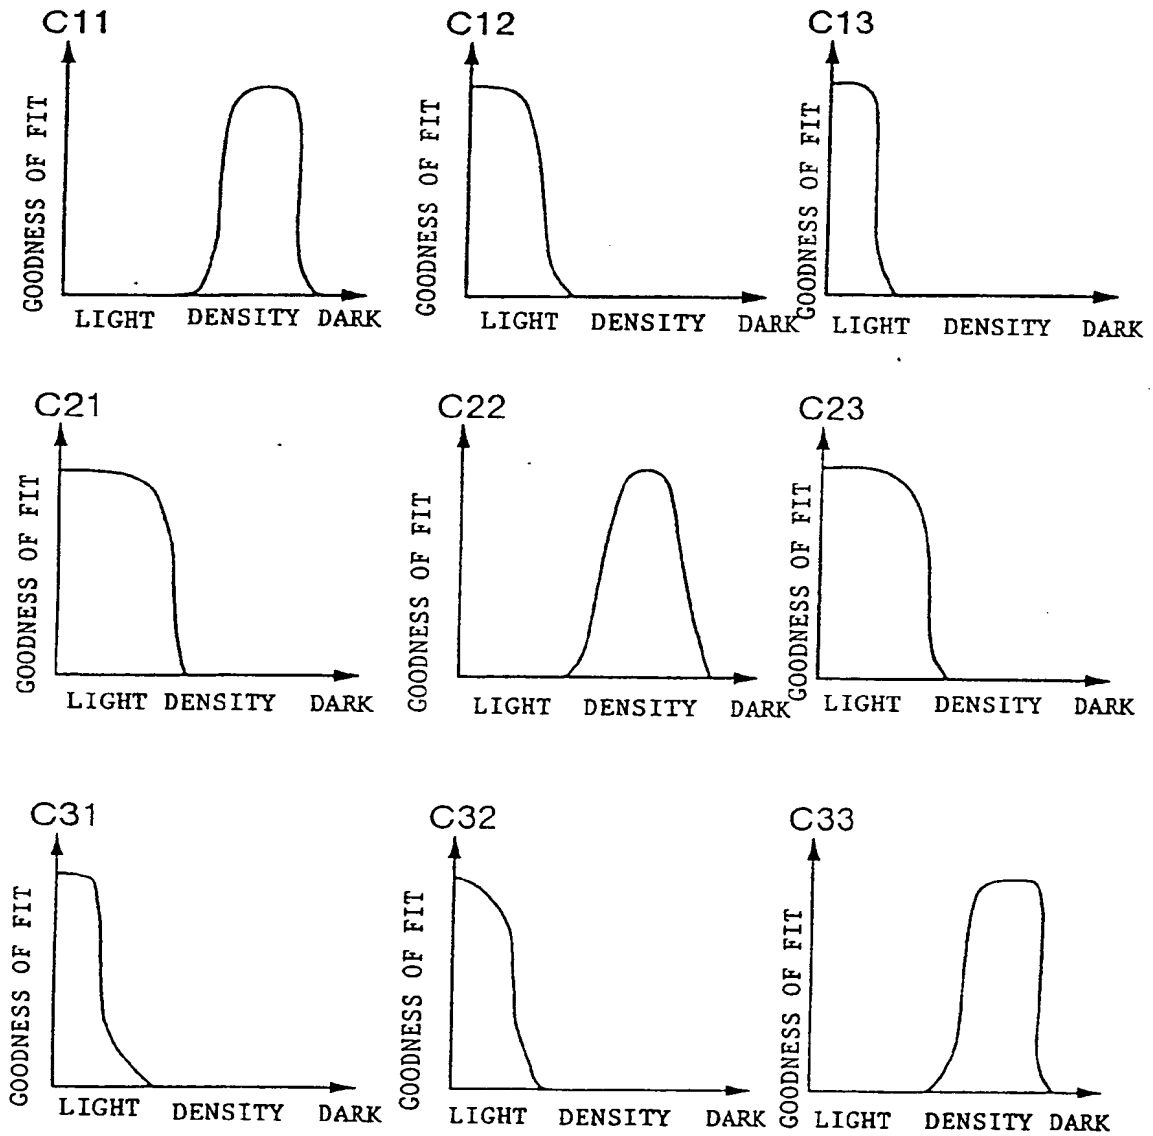 C11
GOODNESS OF FIT
LIGHT DENSITY DARK
C12
GOODNESS OF FIT
LIGHT DENSITY DARK
C13
GOODNESS OF FIT
LIGHT DENSITY DARK
C21
GOODNESS OF FIT
LIGHT DENSITY DARK
C22
GOODNESS OF FIT
LIGHT DENSITY DARK
C23
GOODNESS OF FIT
LIGHT DENSITY DARK
C31
GOODNESS OF FIT
LIGHT DENSITY DARK
C32
GOODNESS OF FIT
LIGHT DENSITY DARK
C33
GOODNESS OF FIT
LIGHT DENSITY DARK